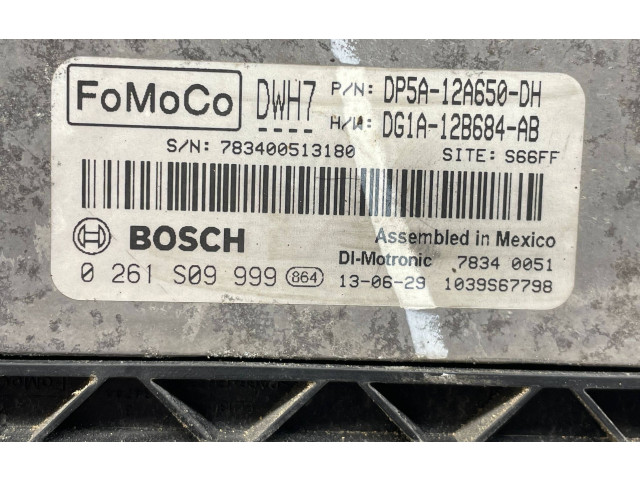 FoMoCo DWH7 P/N: DP5A-12A650-DH
H/W: DG1A-12B684-AB
S/N: 783400513180 SITE: S66FF
BOSCH Assembled in Mexico
DI-Motronic 7834 0051
0 261 S09 999 864 13-06-29 1039S67798
FoMoCo